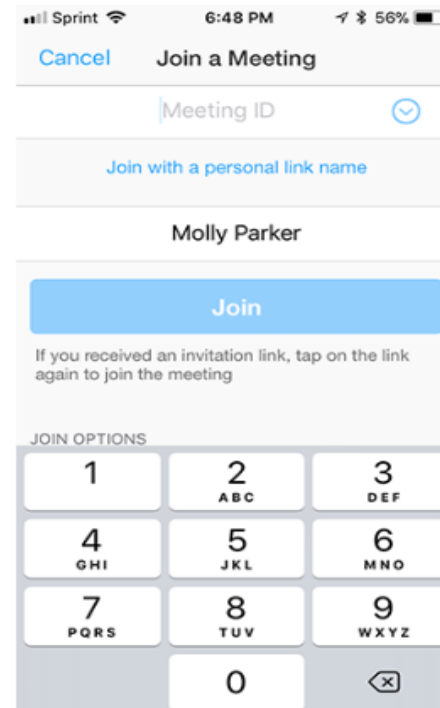 Sprint 6:48 PM 56%
Cancel Join a Meeting
Meeting ID
Join with a personal link name
Molly Parker
Join
If you received an invitation link, tap on the link
again to join the meeting
JOIN OPTIONS
1 2 3
ABC DEF
4 5 6
GHI JKL MNO
7 8 9
PQRS TUV WXYZ
0